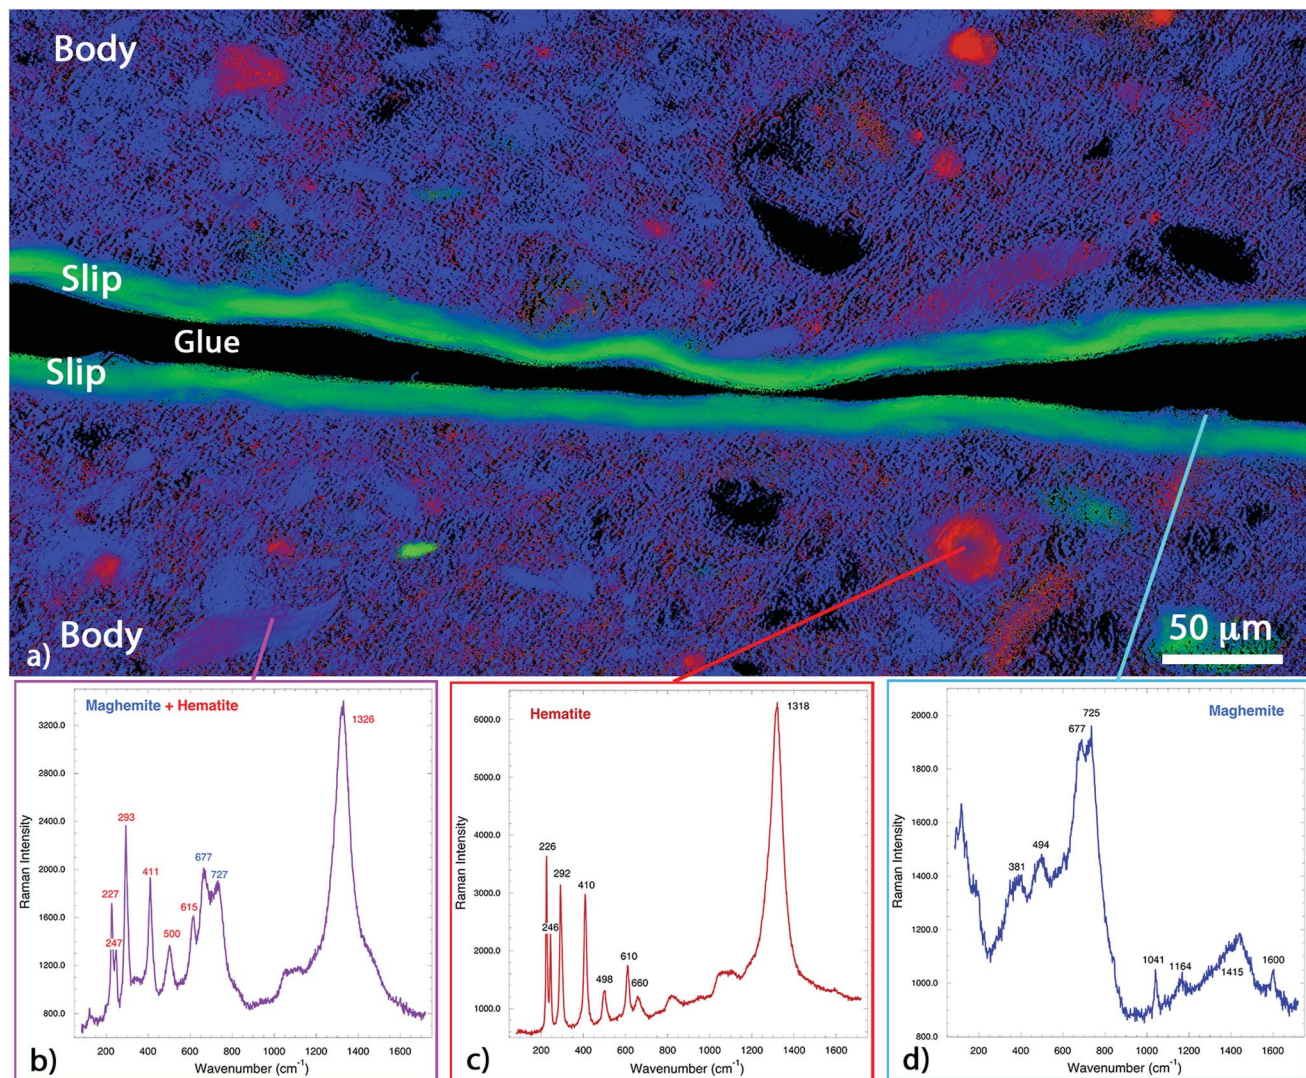 Body
Slip
Glue
Slip
Body
a)
50 μm
Maghemite + Hematite
1326
293
227
247
411
500
615
677
727
3200.0
2800.0
2400.0
2000.0
1600.0
1200.0
800.0
Raman Intensity
200 400 600 800 1000 1200 1400 1600
Wavenumber (cm-1)
b)
Hematite
1318
226
246
292
410
498
610
660
6000.0
5000.0
4000.0
3000.0
2000.0
1000.0
Raman Intensity
200 400 600 800 1000 1200 1400 1600
Wavenumber (cm-1)
c)
Maghemite
725
677
494
381
1041
1164
1415
1600
2000.0
1800.0
1600.0
1400.0
1200.0
1000.0
800.0
Raman Intensity
200 400 600 800 1000 1200 1400 1600
Wavenumber (cm-1)
d)